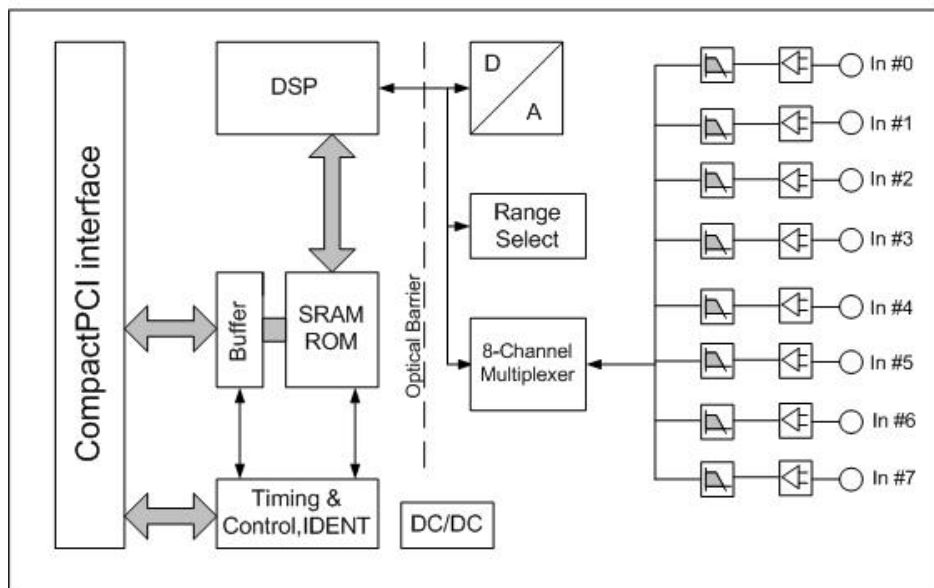 CompactPCI interface
DSP
Buffer
SRAM
ROM
Timing &
Control,IDENT
DC/DC
Optical Barrier
D
A
Range
Select
8-Channel
Multiplexer
In #0
In #1
In #2
In #3
In #4
In #5
In #6
In #7